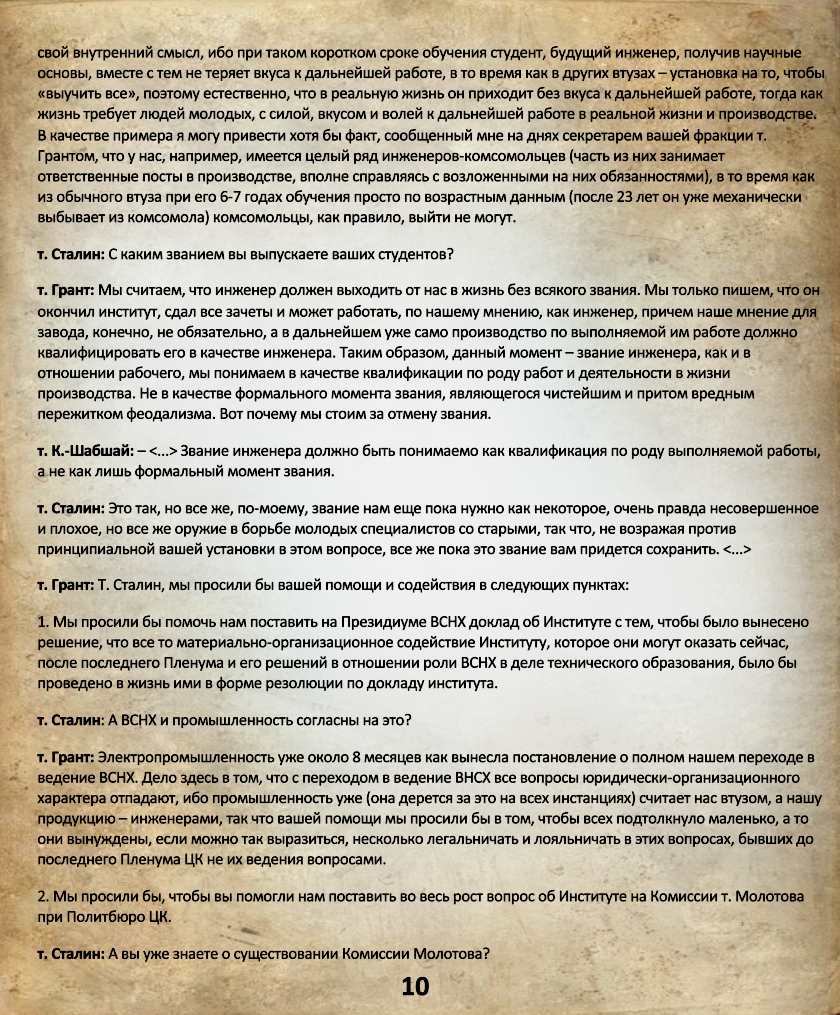 свой внутренний смысл, ибо при таком коротком сроке обучения студент, будущий инженер, получив научные
основы, вместе с тем не теряет вкуса к дальнейшей работе, в то время как в других втузах – установка на то, чтобы
«выучить все», поэтому естественно, что в реальную жизнь он приходит без вкуса к дальнейшей работе, тогда как
жизнь требует людей молодых, с силой, вкусом и волей к дальнейшей работе в реальной жизни и производстве.
В качестве примера я могу привести хотя бы факт, сообщенный мне на днях секретарем вашей фракции т.
Грантом, что у нас, например, имеется целый ряд инженеров-комсомольцев (часть из них занимает
ответственные посты в производстве, вполне справляясь с возложенными на них обязанностями), в то время как
из обычного втуза при его 6-7 годах обучения просто по возрастным данным (после 23 лет он уже механически
выбывает из комсомола) комсомольцы, как правило, выйти не могут.
т. Сталин: С каким званием вы выпускаете ваших студентов?
т. Грант: Мы считаем, что инженер должен выходить от нас в жизнь без всякого звания. Мы только пишем, что он
окончил институт, сдал все зачеты и может работать, по нашему мнению, как инженер, причем наше мнение для
завода, конечно, не обязательно, а в дальнейшем уже само производство по выполняемой им работе должно
квалифицировать его в качестве инженера. Таким образом, данный момент – звание инженера, как и в
отношении рабочего, мы понимаем в качестве квалификации по роду работ и деятельности в жизни
производства. Не в качестве формального момента звания, являющегося чистейшим и притом вредным
пережитком феодализма. Вот почему мы стоим за отмену звания.
т. К.-Шабшай: – <...> Звание инженера должно быть понимаемо как квалификация по роду выполняемой работы,
а не как лишь формальный момент звания.
т. Сталин: Это так, но все же, по-моему, звание нам еще пока нужно как некоторое, очень правда несовершенное
и плохое, но все же оружие в борьбе молодых специалистов со старыми, так что, не возражая против
принципиальной вашей установки в этом вопросе, все же пока это звание вам придется сохранить. <...>
т. Грант: Т. Сталин, мы просили бы вашей помощи и содействия в следующих пунктах:
1. Мы просили бы помочь нам поставить на Президиуме ВСНХ доклад об Институте с тем, чтобы было вынесено
решение, что все то материально-организационное содействие Институту, которое они могут оказать сейчас,
после последнего Пленума и его решений в отношении роли ВСНХ в деле технического образования, было бы
проведено в жизнь ими в форме резолюции по докладу института.
т. Сталин: А ВСНХ и промышленность согласны на это?
т. Грант: Электропромышленность уже около 8 месяцев как вынесла постановление о полном нашем переходе в
ведение ВСНХ. Дело здесь в том, что с переходом в ведение ВНСХ все вопросы юридически-организационного
характера отпадают, ибо промышленность уже (она дерется за это на всех инстанциях) считает нас втузом, а нашу
продукцию – инженерами, так что вашей помощи мы просили бы в том, чтобы всех подтолкнуло маленько, а то
они вынуждены, если можно так выразиться, несколько легальничать и лояльничать в этих вопросах, бывших до
последнего Пленума ЦК не их ведения вопросами.
2. Мы просили бы, чтобы вы помогли нам поставить во весь рост вопрос об Институте на Комиссии т. Молотова
при Политбюро ЦК.
т. Сталин: А вы уже знаете о существовании Комиссии Молотова?
10